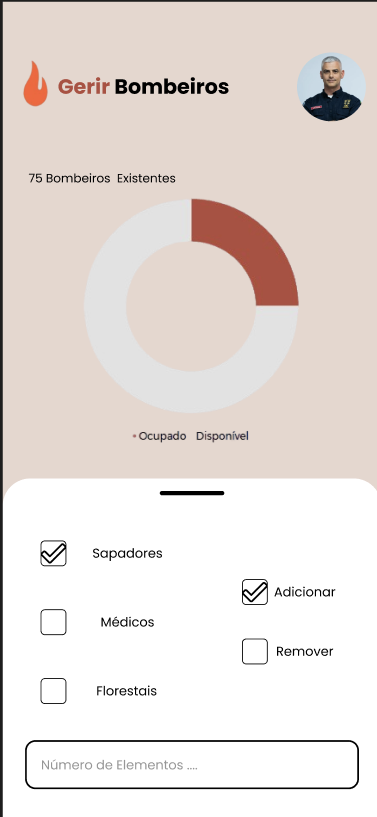 Gerir Bombeiros
75 Bombeiros Existentes
Ocupado Disponível
Sapadores
Adicionar
Médicos
Remover
Florestais
Número de Elementos ....